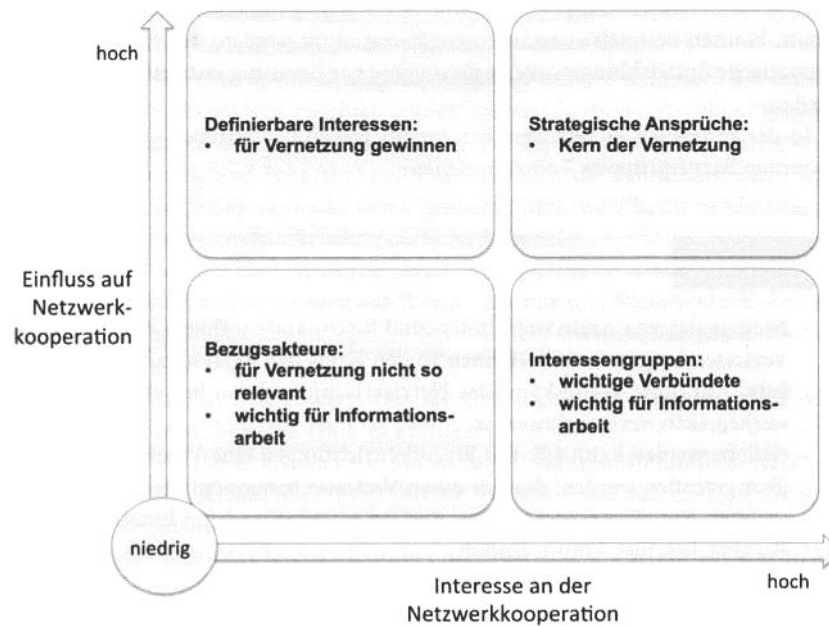 hoch
Definierbare Interessen:
• für Vernetzung gewinnen
Strategische Ansprüche:
Kern der Vernetzung
Einfluss auf
Netzwerk-
kooperation
Bezugsakteure:
• für Vernetzung nicht so
relevant
• wichtig für Informations-
arbeit
Interessengruppen:
• wichtige Verbündete
• wichtig für Informations-
arbeit
niedrig
hoch
Interesse an der
Netzwerkkooperation